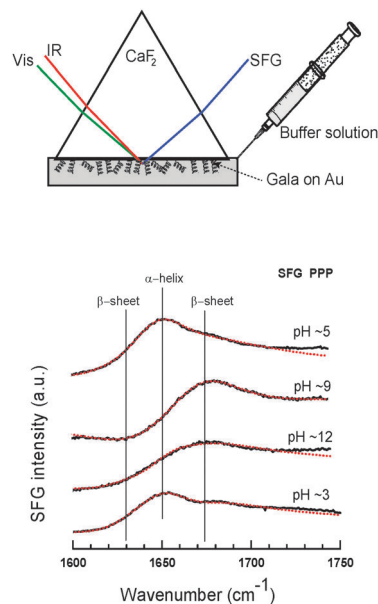 Vis
IR
CaF2
SFG
Buffer solution
Gala on Au
SFG PPP
α-helix
β-sheet
β-sheet
pH ~5
pH ~9
pH ~12
pH ~3
SFG intensity (a.u.)
1600
1650
1700
1750
Wavenumber (cm-1)